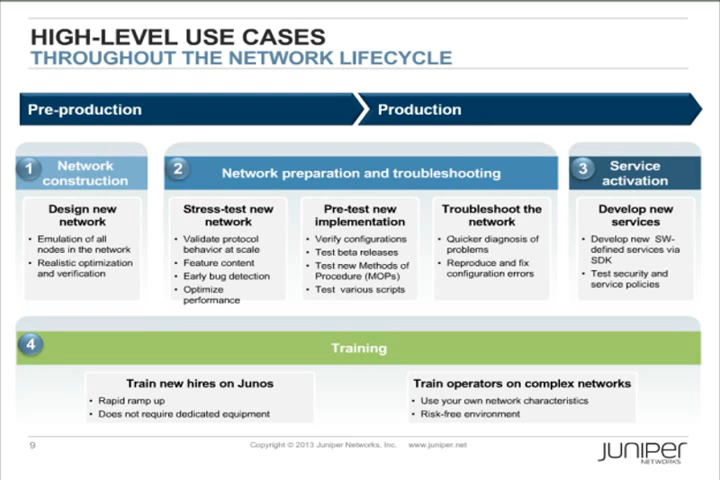 HIGH-LEVEL USE CASES
THROUGHOUT THE NETWORK LIFECYCLE
Pre-production
Production
1
Network
construction
Design new
network
• Emulation of all
nodes in the network
• Realistic optimization
and verification
2
Network preparation and troubleshooting
Stress-test new
network
• Validate protocol
behavior at scale
• Feature content
• Early bug detection
• Optimize
performance
Pre-test new
implementation
• Verify configurations
• Test beta releases
• Test new Methods of
Procedure (MOPs)
• Test various scripts
Troubleshoot the
network
• Quicker diagnosis of
problems
• Reproduce and fix
configuration errors
3
Service
activation
Develop new
services
• Develop new SW-
defined services via
SDK
• Test security and
service policies
4
Training
Train new hires on Junos
• Rapid ramp up
• Does not require dedicated equipment
Train operators on complex networks
• Use your own network characteristics
• Risk-free environment
9
Copyright © 2013 Juniper Networks, Inc. www.juniper.net
JUNIPER
NETWORKS